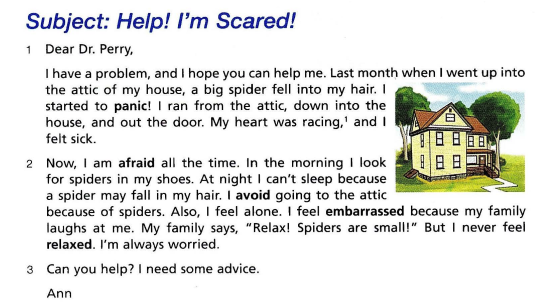 Subject: Help! I'm Scared!
1 Dear Dr. Perry,
I have a problem, and I hope you can help me. Last month when I went up into
the attic of my house, a big spider fell into my hair. I
started to panic! I ran from the attic, down into the
house, and out the door. My heart was racing,¹ and I
felt sick.
2 Now, I am afraid all the time. In the morning I look
for spiders in my shoes. At night I can't sleep because
a spider may fall in my hair. I avoid going to the attic
because of spiders. Also, I feel alone. I feel embarrassed because my family
laughs at me. My family says, "Relax! Spiders are small!" But I never feel
relaxed. I'm always worried.
3 Can you help? I need some advice.
Ann